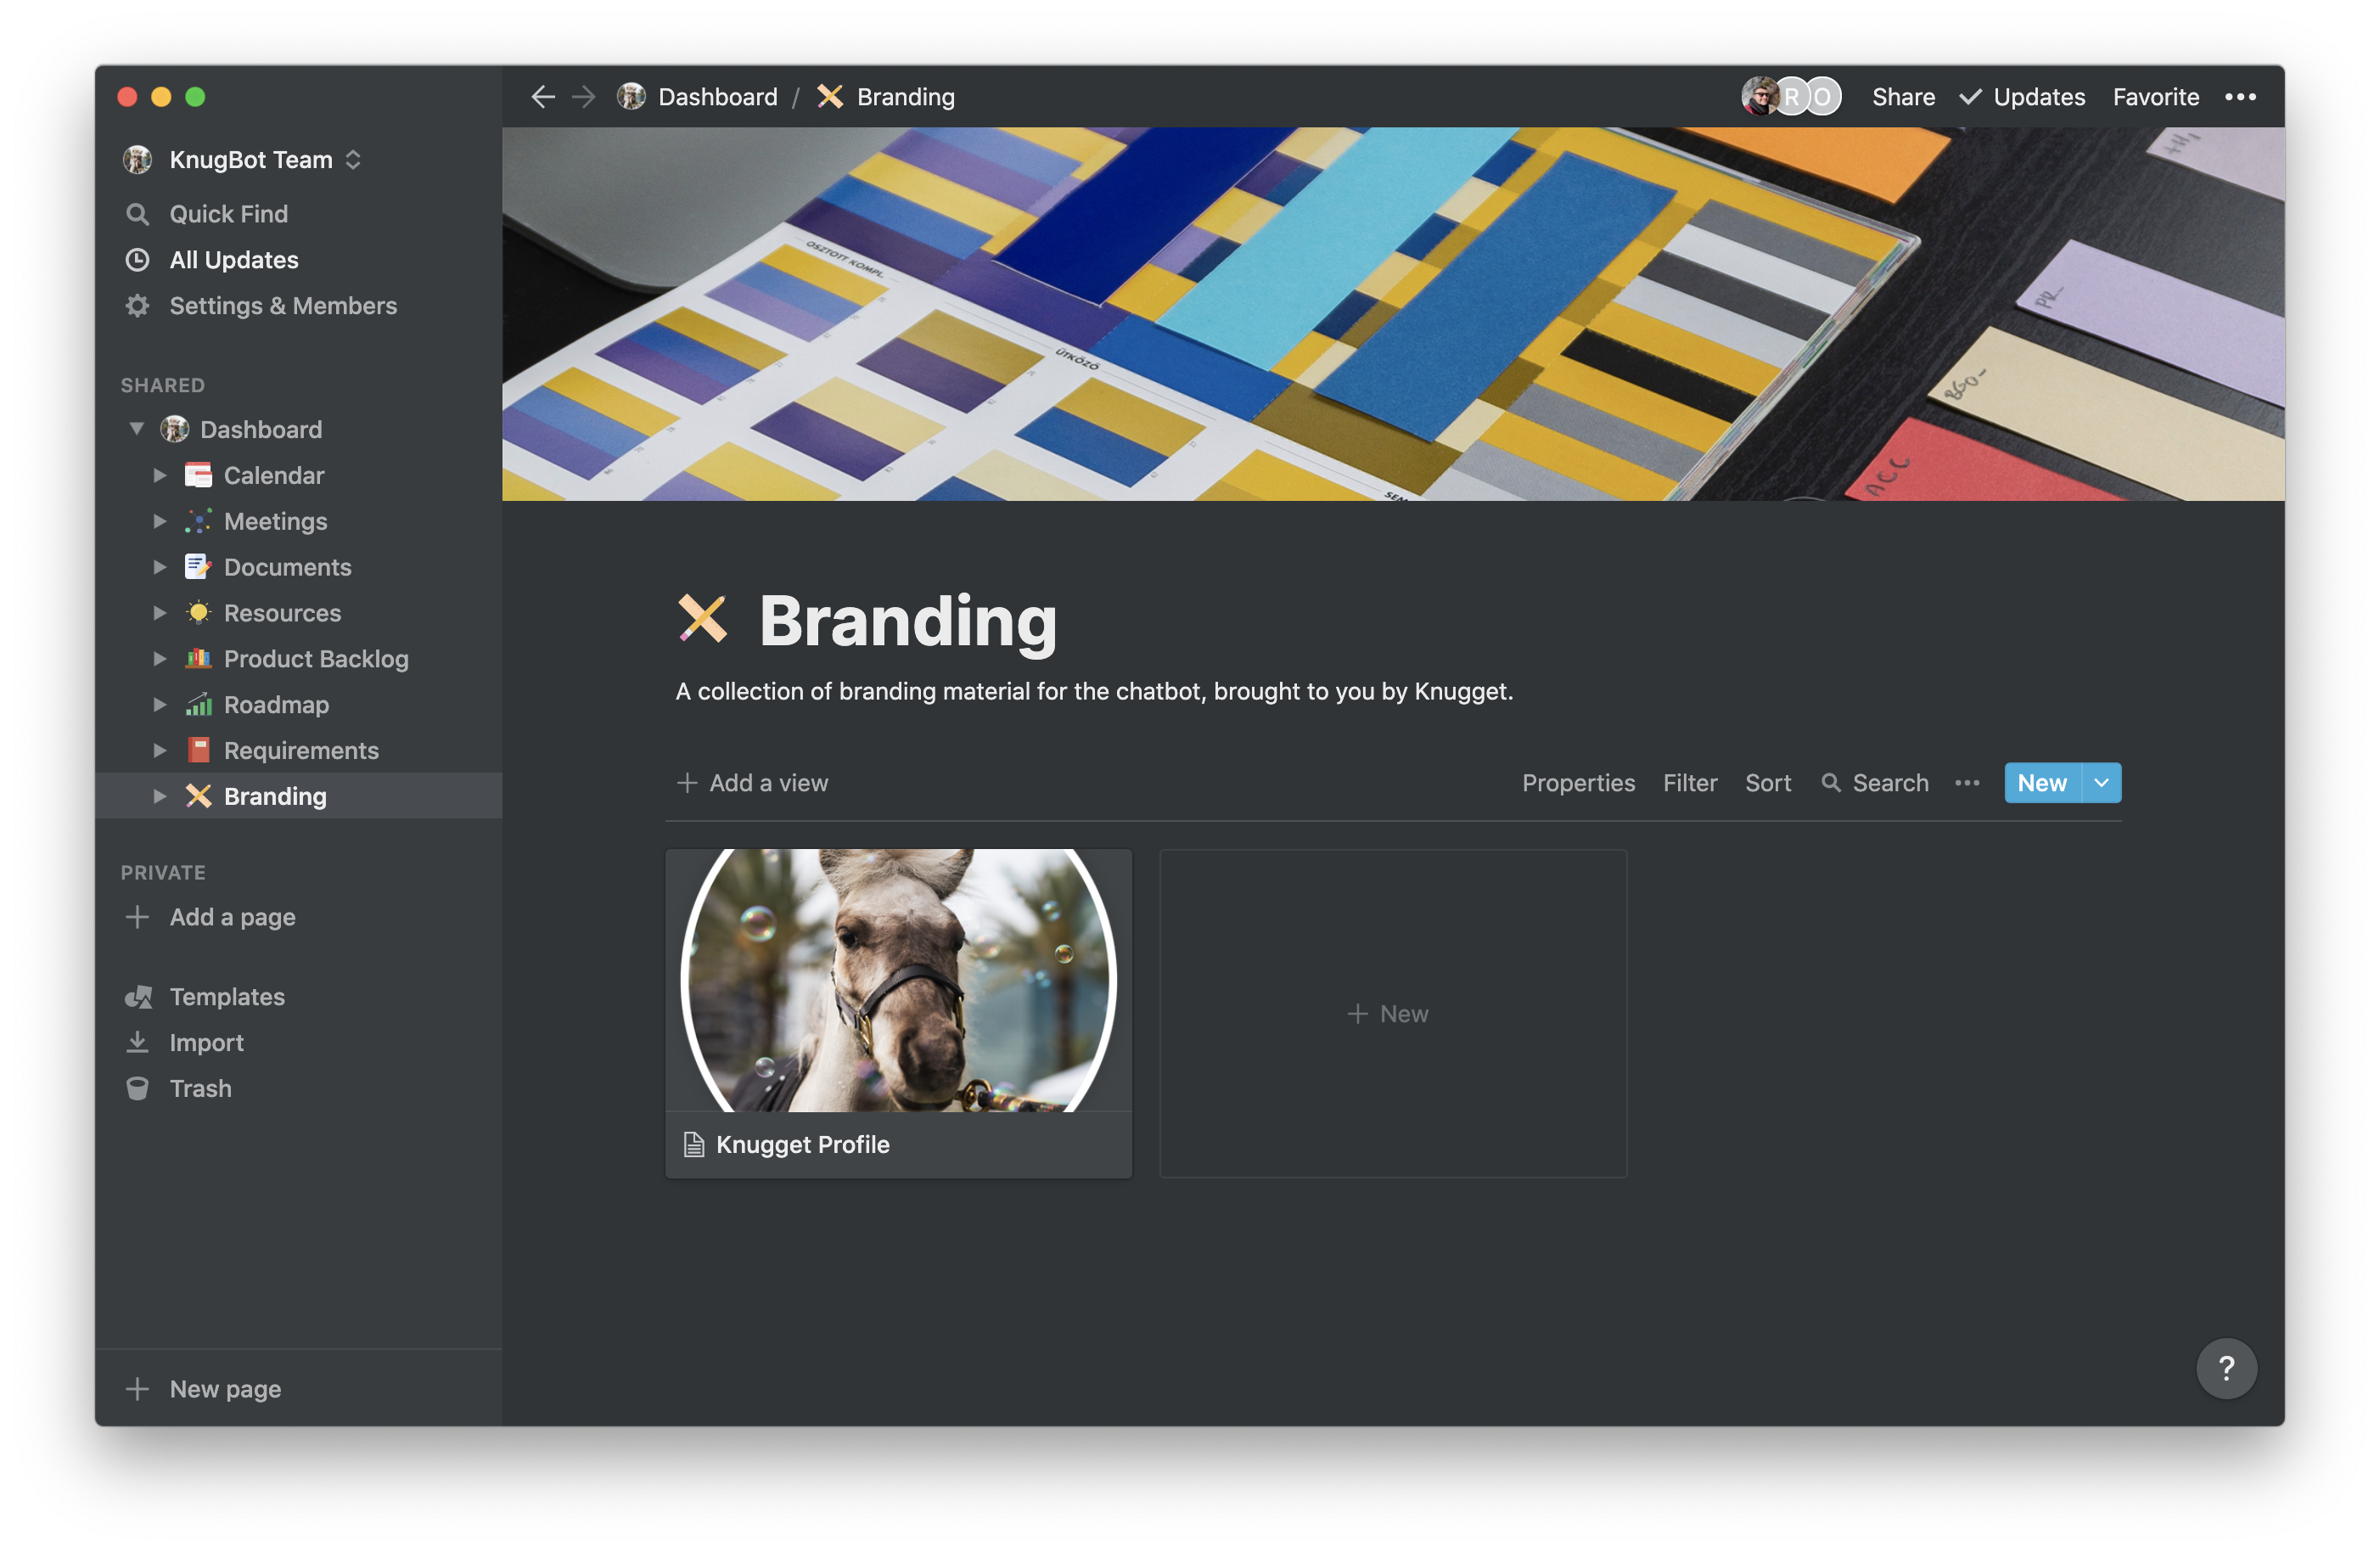 Dashboard / Branding
R O
Share Updates Favorite
KnugBot Team
Quick Find
All Updates
Settings & Members
SHARED
Dashboard
Calendar
Meetings
Documents
Resources
Product Backlog
Roadmap
Requirements
Branding
PRIVATE
Add a page
Templates
Import
Trash
New page
OSZTOTT KOMPL.
ÜTKÖZŐ
PR
BGO-
ACC
Branding
A collection of branding material for the chatbot, brought to you by Knugget.
Add a view
Properties Filter Sort Search New
New
Knugget Profile
?